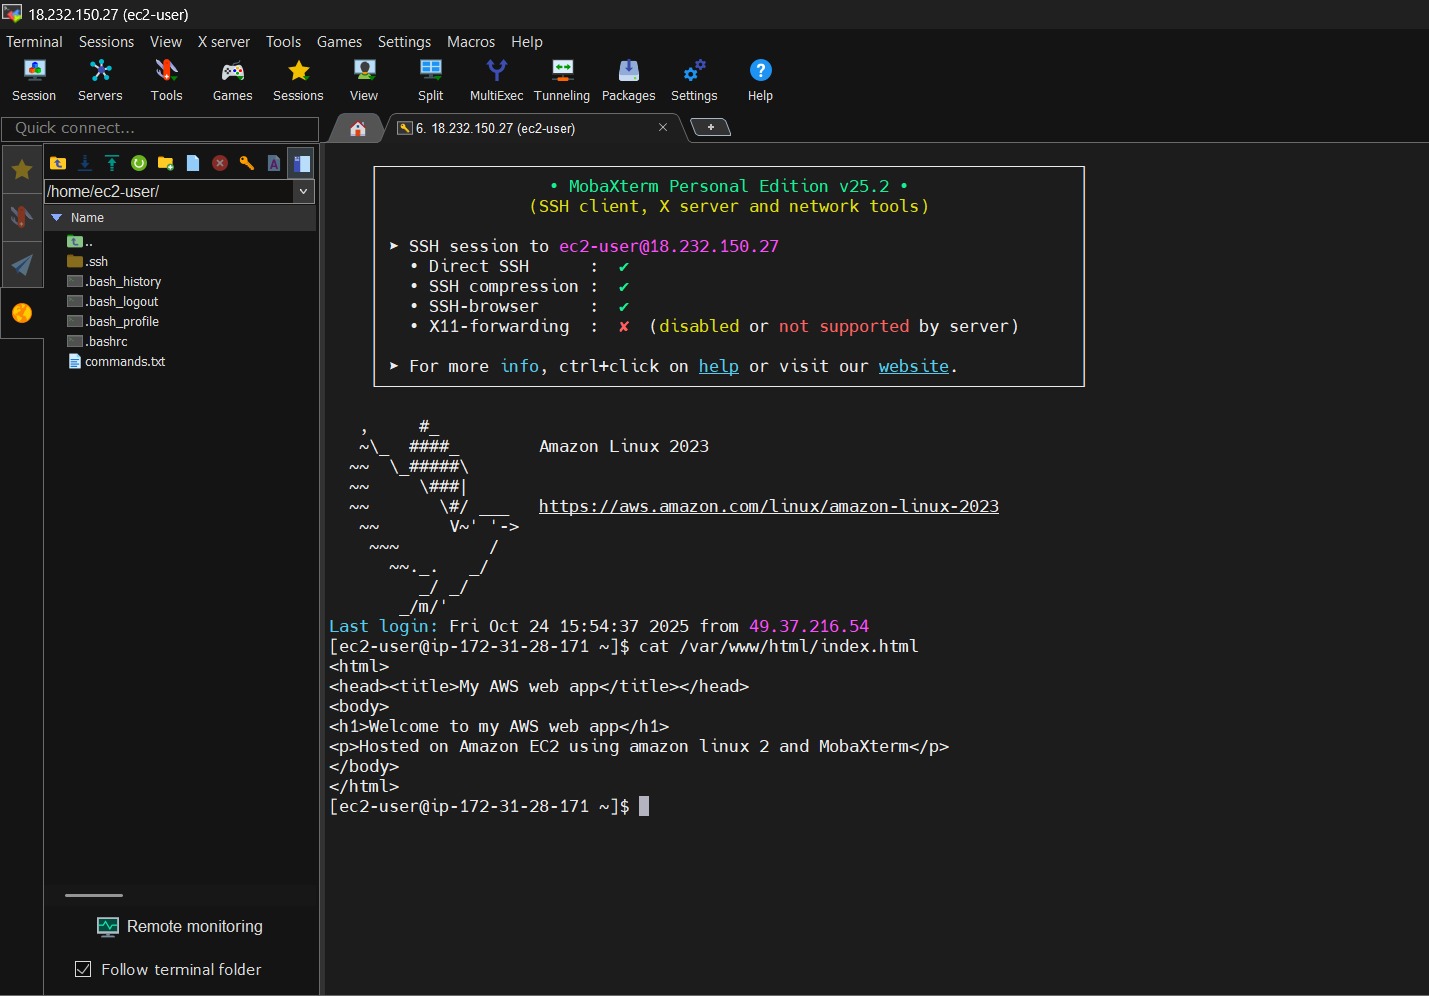 18.232.150.27 (ec2-user)
Terminal Sessions View X server Tools Games Settings Macros Help
Session Servers Tools Games Sessions View Split MultiExec Tunneling Packages Settings Help
Quick connect...
6. 18.232.150.27 (ec2-user)
/home/ec2-user/
Name
..
.ssh
.bash_history
.bash_logout
.bash_profile
.bashrc
commands.txt
Remote monitoring
Follow terminal folder
• MobaXterm Personal Edition v25.2 •
(SSH client, X server and network tools)
➤ SSH session to ec2-user@18.232.150.27
• Direct SSH      :  ✔
• SSH compression :  ✔
• SSH-browser     :  ✔
• X11-forwarding  :  ✘  (disabled or not supported by server)
➤ For more info, ctrl+click on help or visit our website.
   ,     #_
   ~\_  ####_        Amazon Linux 2023
  ~~  \_#####\
  ~~     \###|
  ~~       \#/ ___   https://aws.amazon.com/linux/amazon-linux-2023
   ~~       V~' '->
    ~~~         /
      ~~._.   _/
         _/ _/
       _/m/'
Last login: Fri Oct 24 15:54:37 2025 from 49.37.216.54
[ec2-user@ip-172-31-28-171 ~]$ cat /var/www/html/index.html
<html>
<head><title>My AWS web app</title></head>
<body>
<h1>Welcome to my AWS web app</h1>
<p>Hosted on Amazon EC2 using amazon linux 2 and MobaXterm</p>
</body>
</html>
[ec2-user@ip-172-31-28-171 ~]$